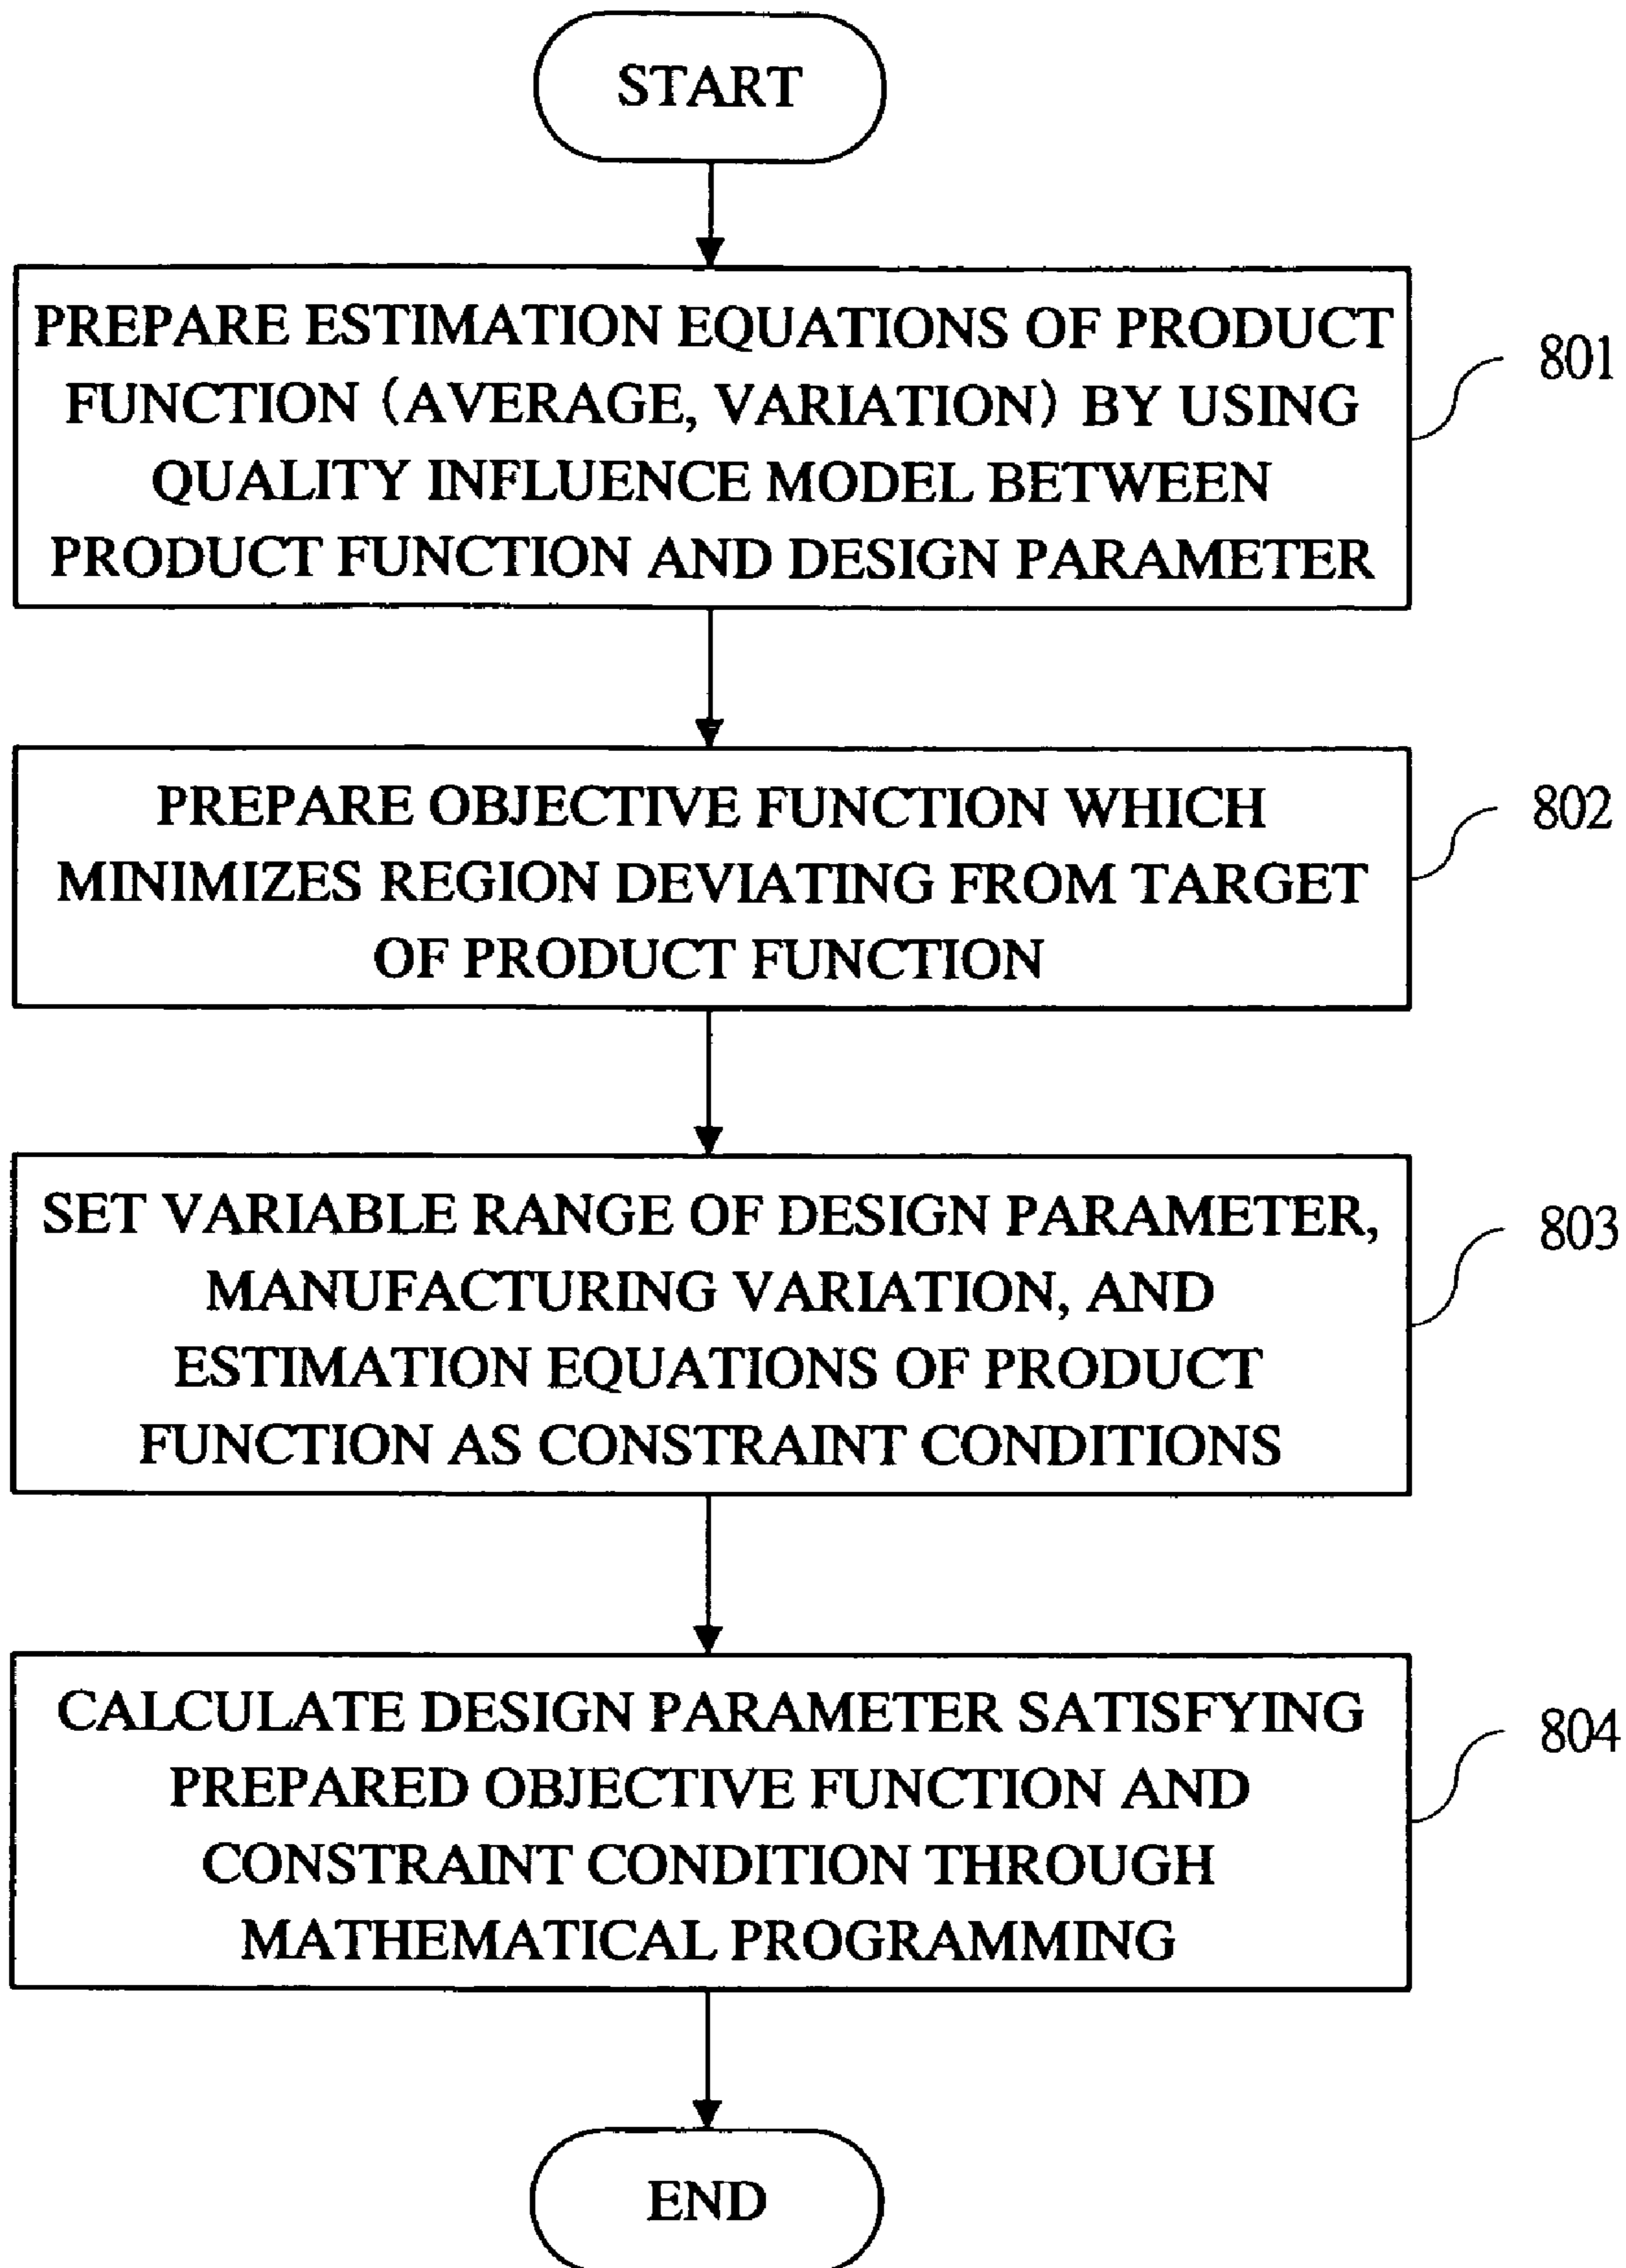 START
PREPARE ESTIMATION EQUATIONS OF PRODUCT
FUNCTION (AVERAGE, VARIATION) BY USING
QUALITY INFLUENCE MODEL BETWEEN
PRODUCT FUNCTION AND DESIGN PARAMETER
801
PREPARE OBJECTIVE FUNCTION WHICH
MINIMIZES REGION DEVIATING FROM TARGET
OF PRODUCT FUNCTION
802
SET VARIABLE RANGE OF DESIGN PARAMETER,
MANUFACTURING VARIATION, AND
ESTIMATION EQUATIONS OF PRODUCT
FUNCTION AS CONSTRAINT CONDITIONS
803
CALCULATE DESIGN PARAMETER SATISFYING
PREPARED OBJECTIVE FUNCTION AND
CONSTRAINT CONDITION THROUGH
MATHEMATICAL PROGRAMMING
804
END